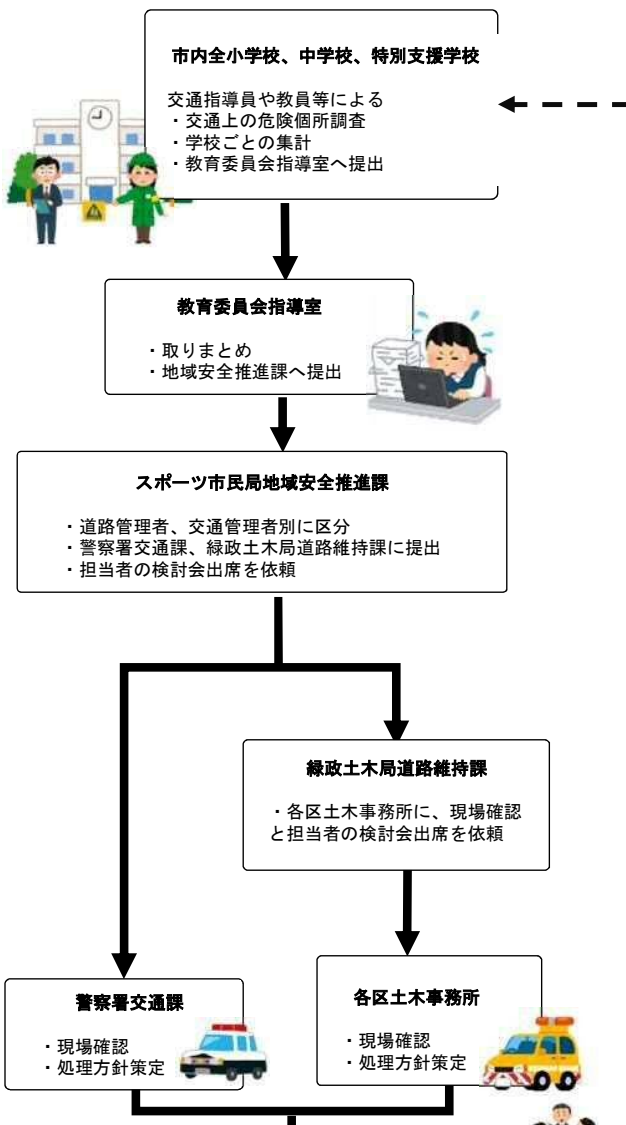 市内全小学校、中学校、特別支援学校
交通指導員や教員等による
・交通上の危険個所調査
・学校ごとの集計
・教育委員会指導室へ提出
教育委員会指導室
・取りまとめ
・地域安全推進課へ提出
スポーツ市民局地域安全推進課
・道路管理者、交通管理者別に区分
・警察署交通課、緑政土木局道路維持課に提出
・担当者の検討会出席を依頼
緑政土木局道路維持課
・各区土木事務所に、現場確認
と担当者の検討会出席を依頼
警察署交通課
・現場確認
・処理方針策定
各区土木事務所
・現場確認
・処理方針策定